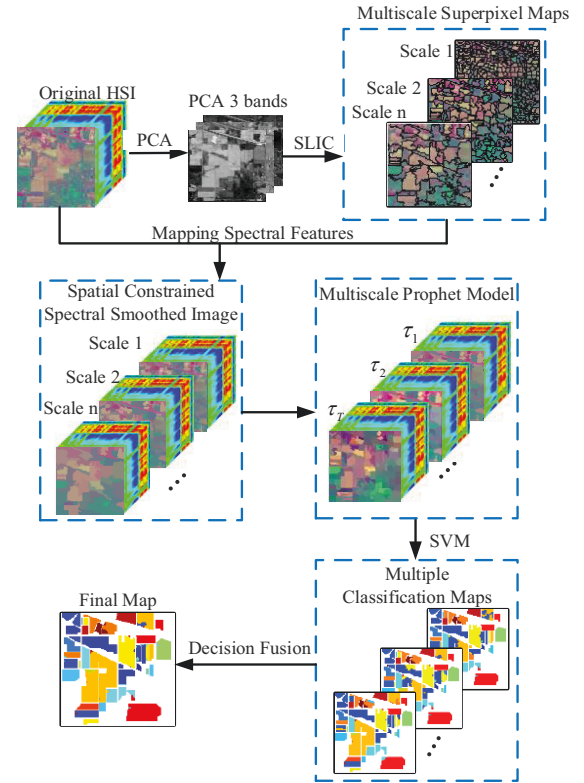 Multiscale Superpixel Maps
Scale 1
Original HSI
Scale 2
PCA 3 bands
Scale n
PCA
SLIC
Mapping Spectral Features
Spatial Constrained
Spectral Smoothed Image
Multiscale Prophet Model
Scale 1
τ1
Scale 2
τ2
Scale n
τT
SVM
Multiple
Classification Maps
Final Map
Decision Fusion